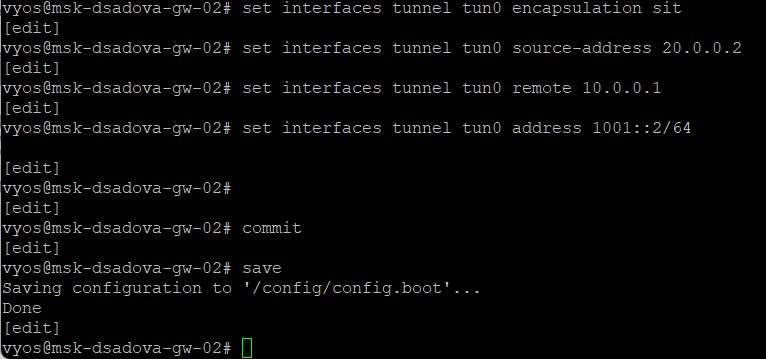 vyos@msk-dsadova-gw-02# set interfaces tunnel tun0 encapsulation sit
[edit]
vyos@msk-dsadova-gw-02# set interfaces tunnel tun0 source-address 20.0.0.2
[edit]
vyos@msk-dsadova-gw-02# set interfaces tunnel tun0 remote 10.0.0.1
[edit]
vyos@msk-dsadova-gw-02# set interfaces tunnel tun0 address 1001::2/64
[edit]
vyos@msk-dsadova-gw-02#
[edit]
vyos@msk-dsadova-gw-02# commit
[edit]
vyos@msk-dsadova-gw-02# save
Saving configuration to '/config/config.boot'...
Done
[edit]
vyos@msk-dsadova-gw-02#